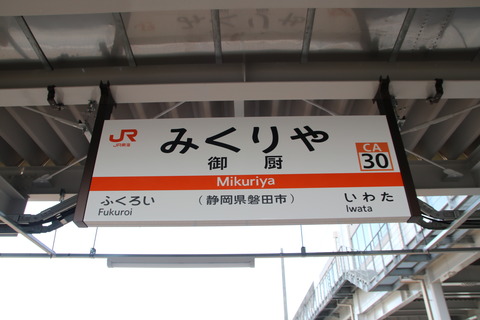 JR
JR東海
みくりや
御厨
CA
30
Mikuriya
ふくろい
Fukuroi
（静岡県磐田市）
いわた
Iwata